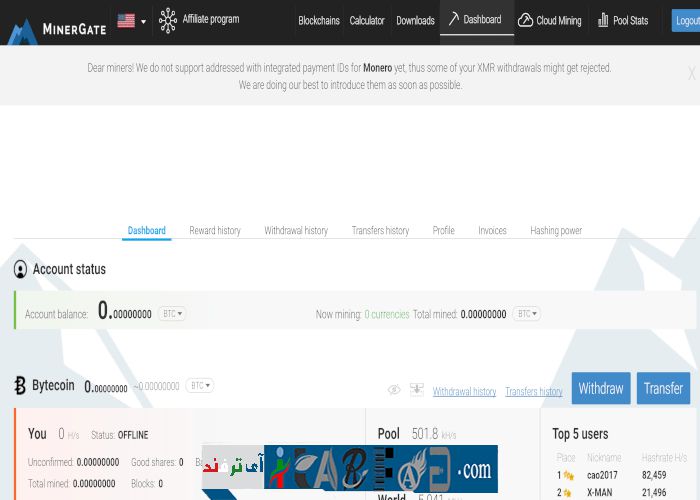 MINERGATE Affiliate program Blockchains Calculator Downloads Dashboard Cloud Mining Pool Stats Logout
Dear miners! We do not support addressed with integrated payment IDs for Monero yet, thus some of your XMR withdrawals might get rejected. X
We are doing our best to introduce them as soon as possible.
Dashboard Reward history Withdrawal history Transfers history Profile Invoices Hashing power
Account status
Account balance: 0.00000000 BTC Now mining: 0 currencies Total mined: 0.00000000 BTC
Bytecoin 0.00000000 ~0.00000000 BTC Withdrawal history Transfers history Withdraw Transfer
You 0 H/s Status: OFFLINE Pool 501.8 kH/s Top 5 users
Place Nickname Hashrate H/s
Unconfirmed: 0.00000000 Good shares: 0
1 cao2017 82,459
Total mined: 0.00000000 Blocks: 0
2 X-MAN 21,496
آی ترفند
.com
World